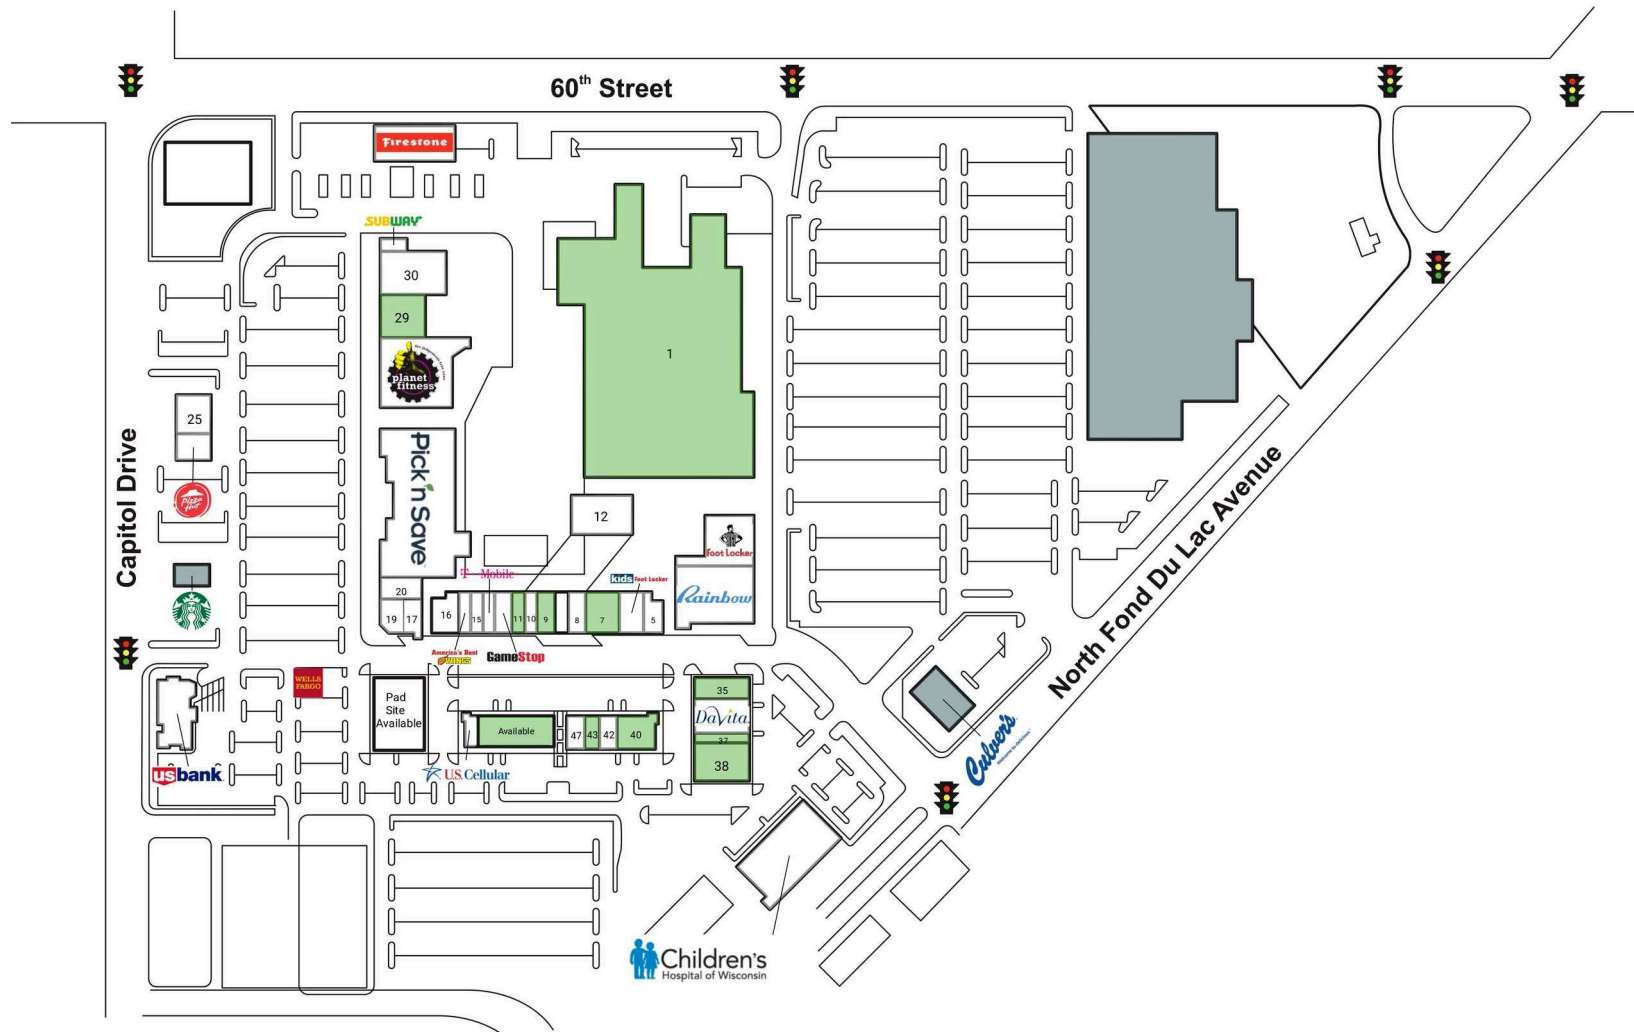 60th Street
Firestone
SUBWAY
30
29
planet
fitness
1
25
Pizza
Hut
Capitol Drive
Pick'n Save
12
Foot Locker
T-Mobile
kids Foot Locker
Rainbow
20
19
17
16
15
11
10
9
8
7
5
America's Best
WINGS
GameStop
North Fond Du Lac Avenue
WELLS
FARGO
Pad
Site
Available
35
DaVita.
37
38
Available
47
43
42
40
usbank
U.S. Cellular
Culver's
Children's
Hospital of Wisconsin